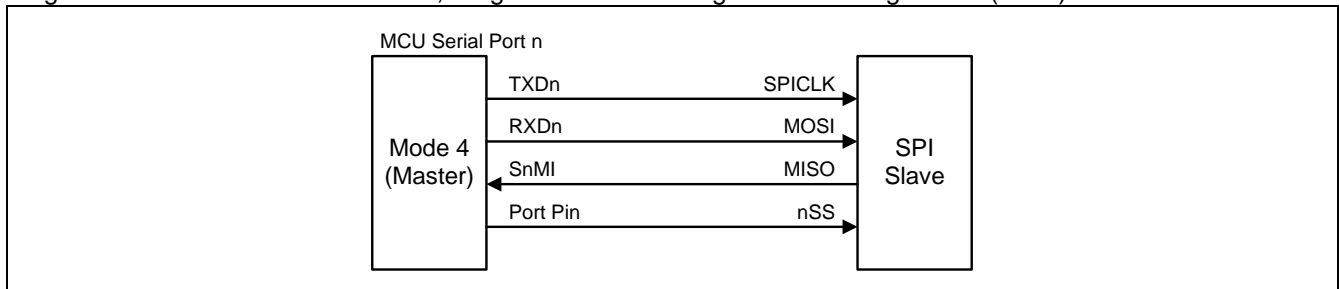 MCU Serial Port n
TXDn SPICLK
RXDn MOSI
Mode 4
(Master)
SPI
Slave
SnMI MISO
Port Pin nSS